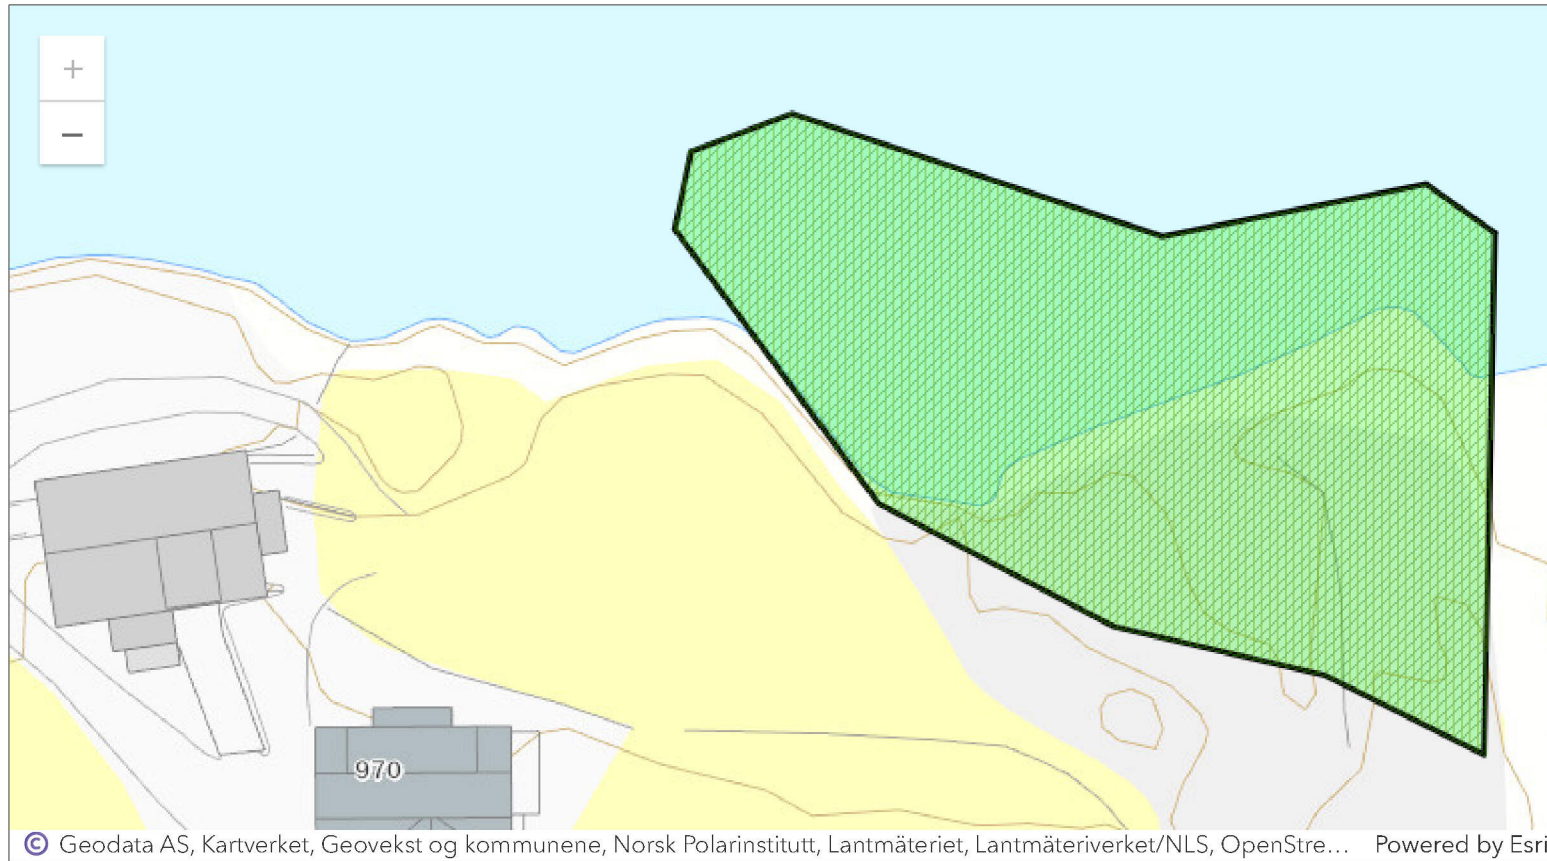 +
−
970
© Geodata AS, Kartverket, Geovekst og kommunene, Norsk Polarinstitutt, Lantmäteriet, Lantmäteriverket/NLS, OpenStre... Powered by Esri